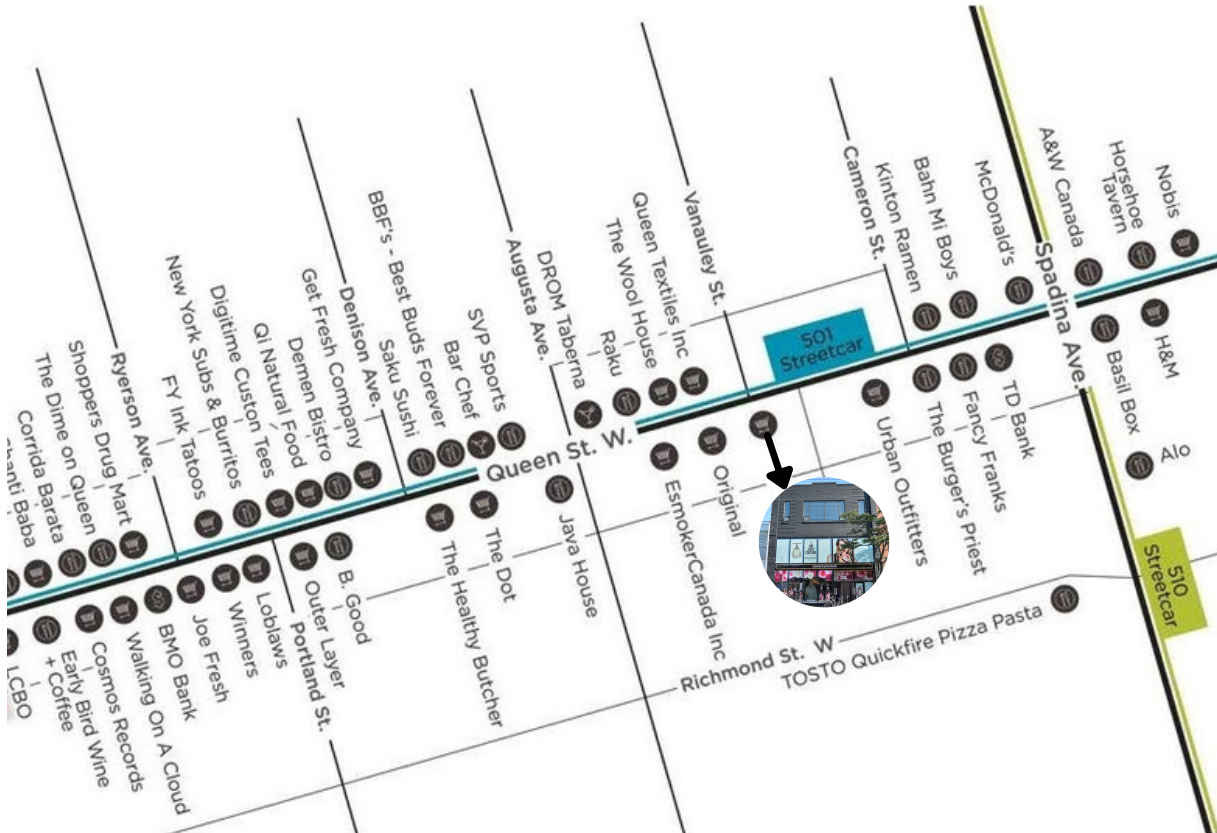 Ryerson Ave.
Denison Ave.
Augusta Ave.
Vanauley St.
Cameron St.
Spadina Ave.
Corrida Barata
The Dime on Queen
Shoppers Drug Mart
FY Ink Tatoos
New York Subs & Burritos
Digitime Custon Tees
Qi Natural Food
Demen Bistro
Get Fresh Company
Saku Sushi
BBF's - Best Buds Forever
Bar Chef
SVP Sports
DROM Taberna
Raku
The Wool House
Queen Textiles Inc
Kinton Ramen
Bahn Mi Boys
McDonald's
A&W Canada
Horsehoe
Tavern
Nobis
501
Streetcar
Queen St. W.
LCBO
Early Bird Wine
+ Coffee
Cosmos Records
Walking On A Cloud
BMO Bank
Joe Fresh
Winners
Loblaws
Outer Layer
Portland St.
B. Good
The Healthy Butcher
The Dot
Java House
EsmokerCanada Inc
Original
Urban Outfitters
The Burger's Priest
Fancy Franks
TD Bank
Basil Box
H&M
Alo
510
Streetcar
Richmond St. W
TOSTO Quickfire Pizza Pasta